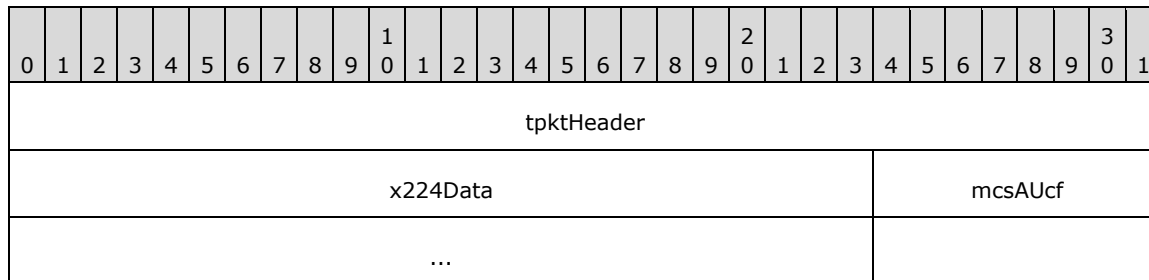 1 2 3
0 1 2 3 4 5 6 7 8 9 0 1 2 3 4 5 6 7 8 9 0 1 2 3 4 5 6 7 8 9 0 1
tpktHeader
x224Data mcsAUcf
...